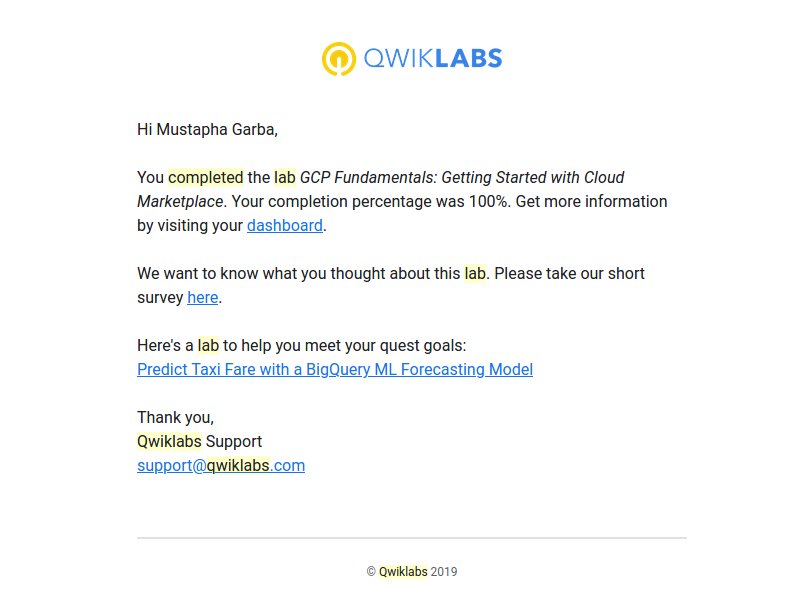 QWIKLABS
Hi Mustapha Garba,
You completed the lab GCP Fundamentals: Getting Started with Cloud
Marketplace. Your completion percentage was 100%. Get more information
by visiting your dashboard.
We want to know what you thought about this lab. Please take our short
survey here.
Here's a lab to help you meet your quest goals:
Predict Taxi Fare with a BigQuery ML Forecasting Model
Thank you,
Qwiklabs Support
support@qwiklabs.com
© Qwiklabs 2019